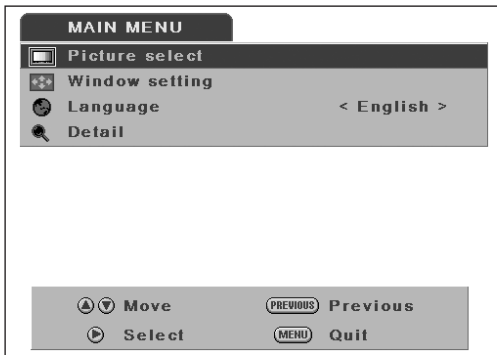 MAIN MENU
Picture select
Window setting
Language < English >
Detail
Move PREVIOUS Previous
Select MENU Quit